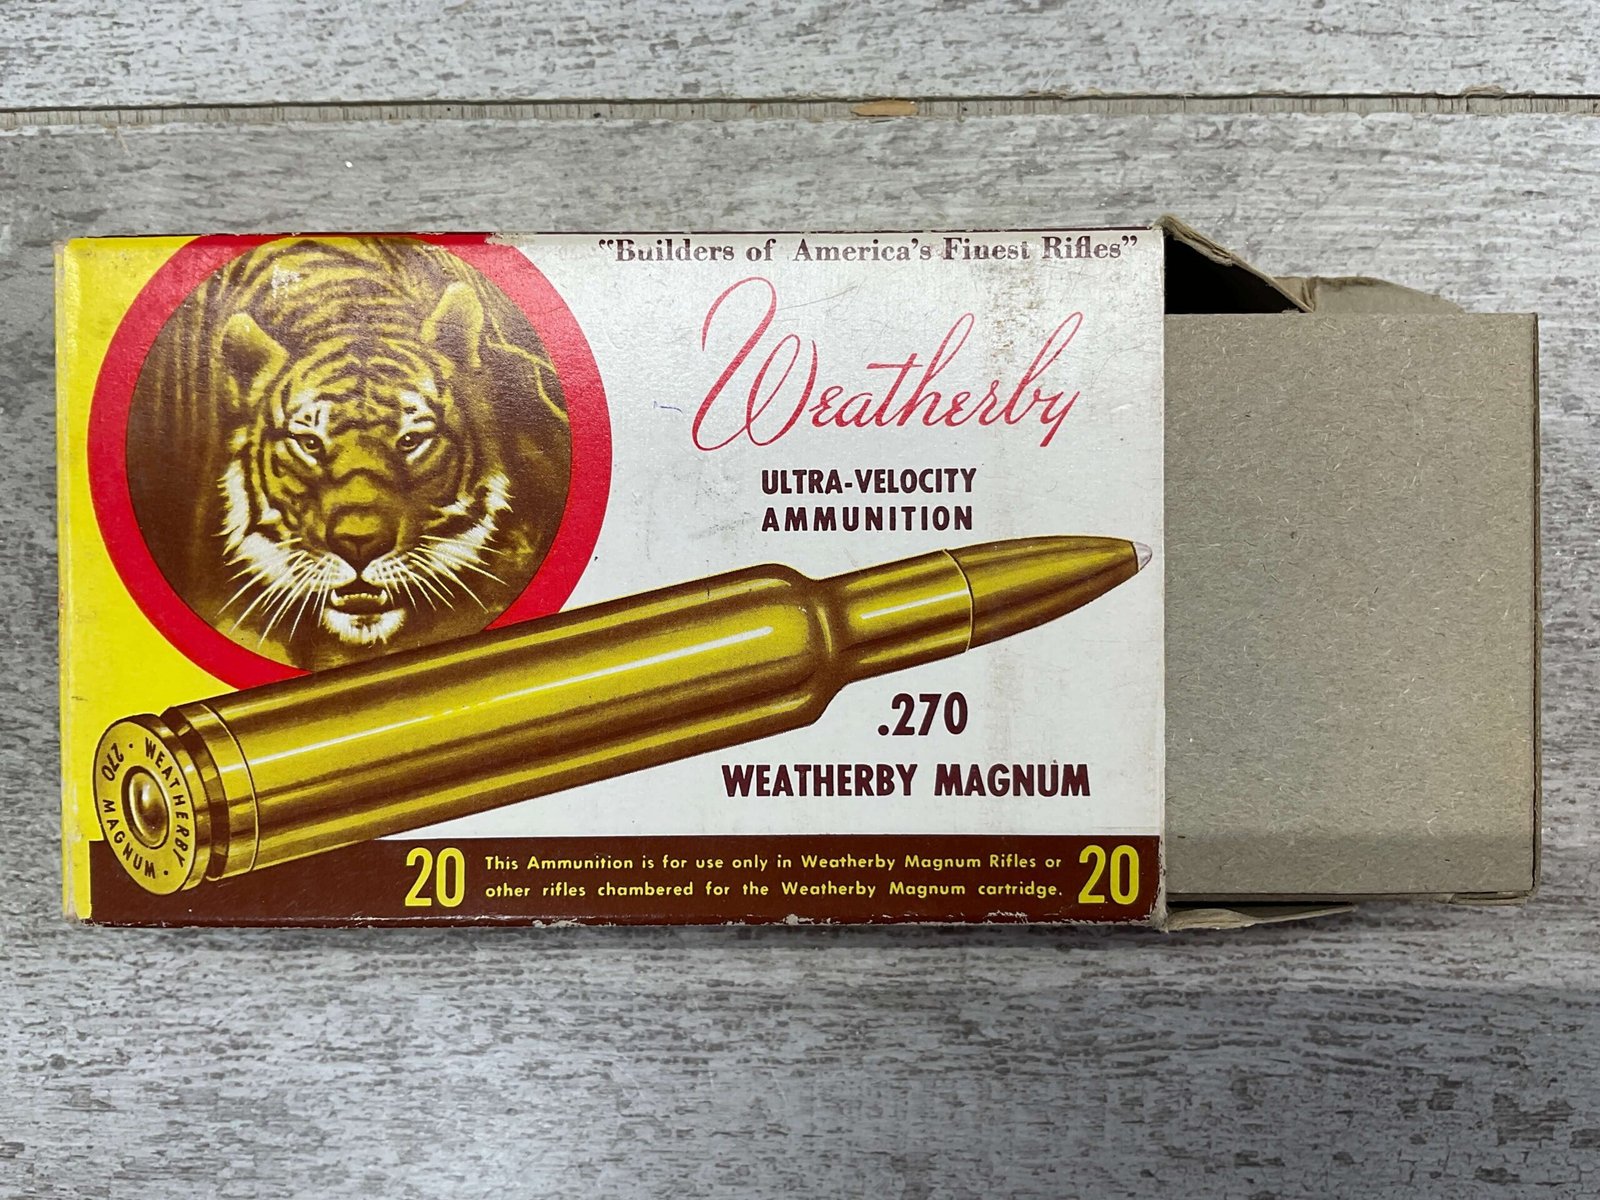 “Builders of America’s Finest Rifles”
Weatherby
ULTRA-VELOCITY
AMMUNITION
.270
WEATHERBY MAGNUM
270 · WEATHERBY
MAGNUM ·
20 This Ammunition is for use only in Weatherby Magnum Rifles or 20
other rifles chambered for the Weatherby Magnum cartridge.